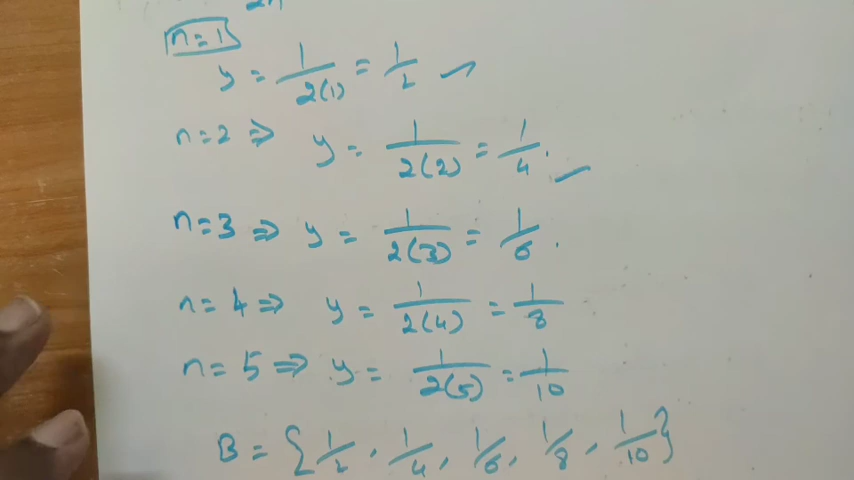 2n
n=1
y = 1/2(1) = 1/2
n=2 ⇒ y = 1/2(2) = 1/4.
n=3 ⇒ y = 1/2(3) = 1/6.
n=4 ⇒ y = 1/2(4) = 1/8
n=5 ⇒ y = 1/2(5) = 1/10
B = {1/2, 1/4, 1/6, 1/8, 1/10}